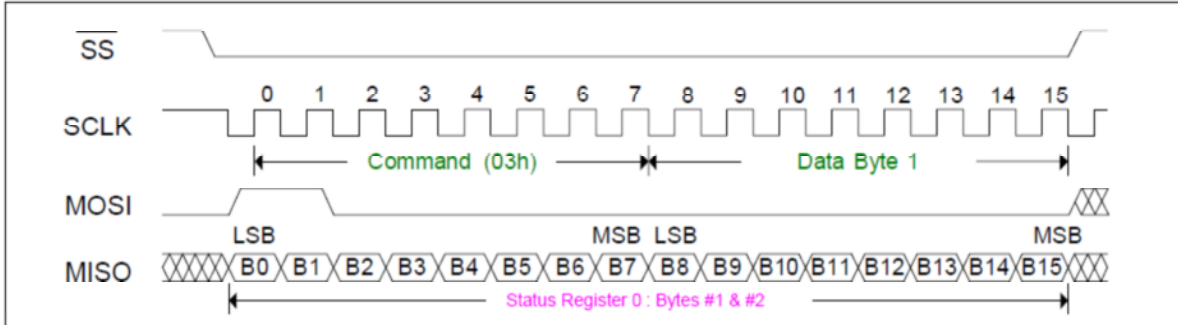 SS
0 1 2 3 4 5 6 7 8 9 10 11 12 13 14 15
SCLK
Command (03h) Data Byte 1
MOSI
LSB MSB LSB MSB
MISO B0 B1 B2 B3 B4 B5 B6 B7 B8 B9 B10 B11 B12 B13 B14 B15
Status Register 0 : Bytes #1 & #2